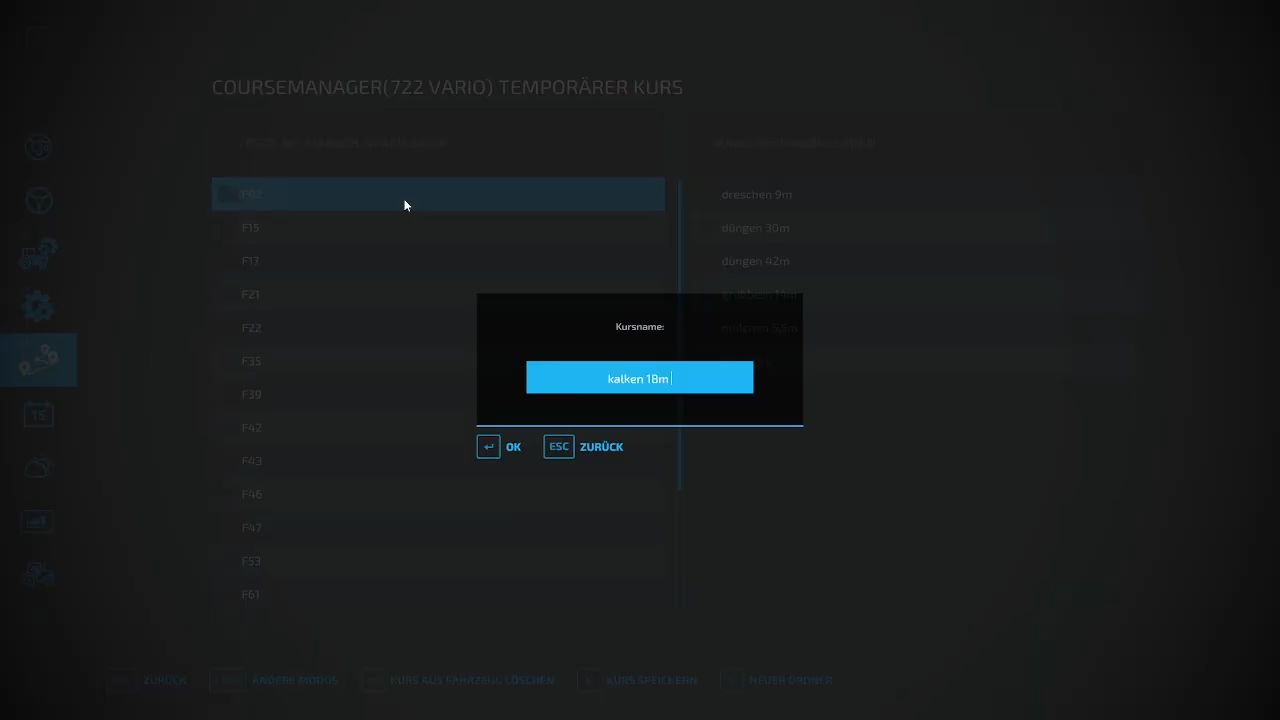 COURSEMANAGER(722 VARIO) TEMPORÄRER KURS
F02
F15
F17
F21
F22
F35
F39
F42
F43
F46
F47
F53
F61
dreschen 9m
düngen 30m
düngen 42m
Kursname:
kalken 18m
OK
ESC ZURÜCK
15
ZURÜCK
ANDERE MODUS
KURS AUS FAHRZEUG LÖSCHEN
KURS SPEICHERN
NEUER ORDNER